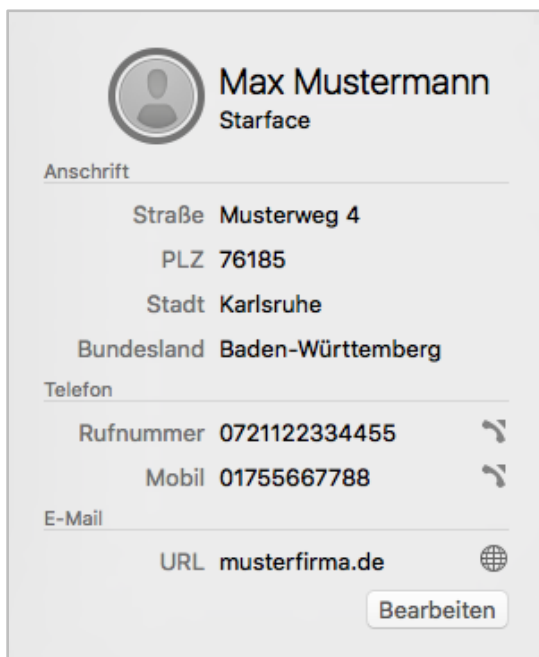 Max Mustermann
Starface
Anschrift
Straße Musterweg 4
PLZ 76185
Stadt Karlsruhe
Bundesland Baden-Württemberg
Telefon
Rufnummer 0721122334455
Mobil 01755667788
E-Mail
URL musterfirma.de
Bearbeiten